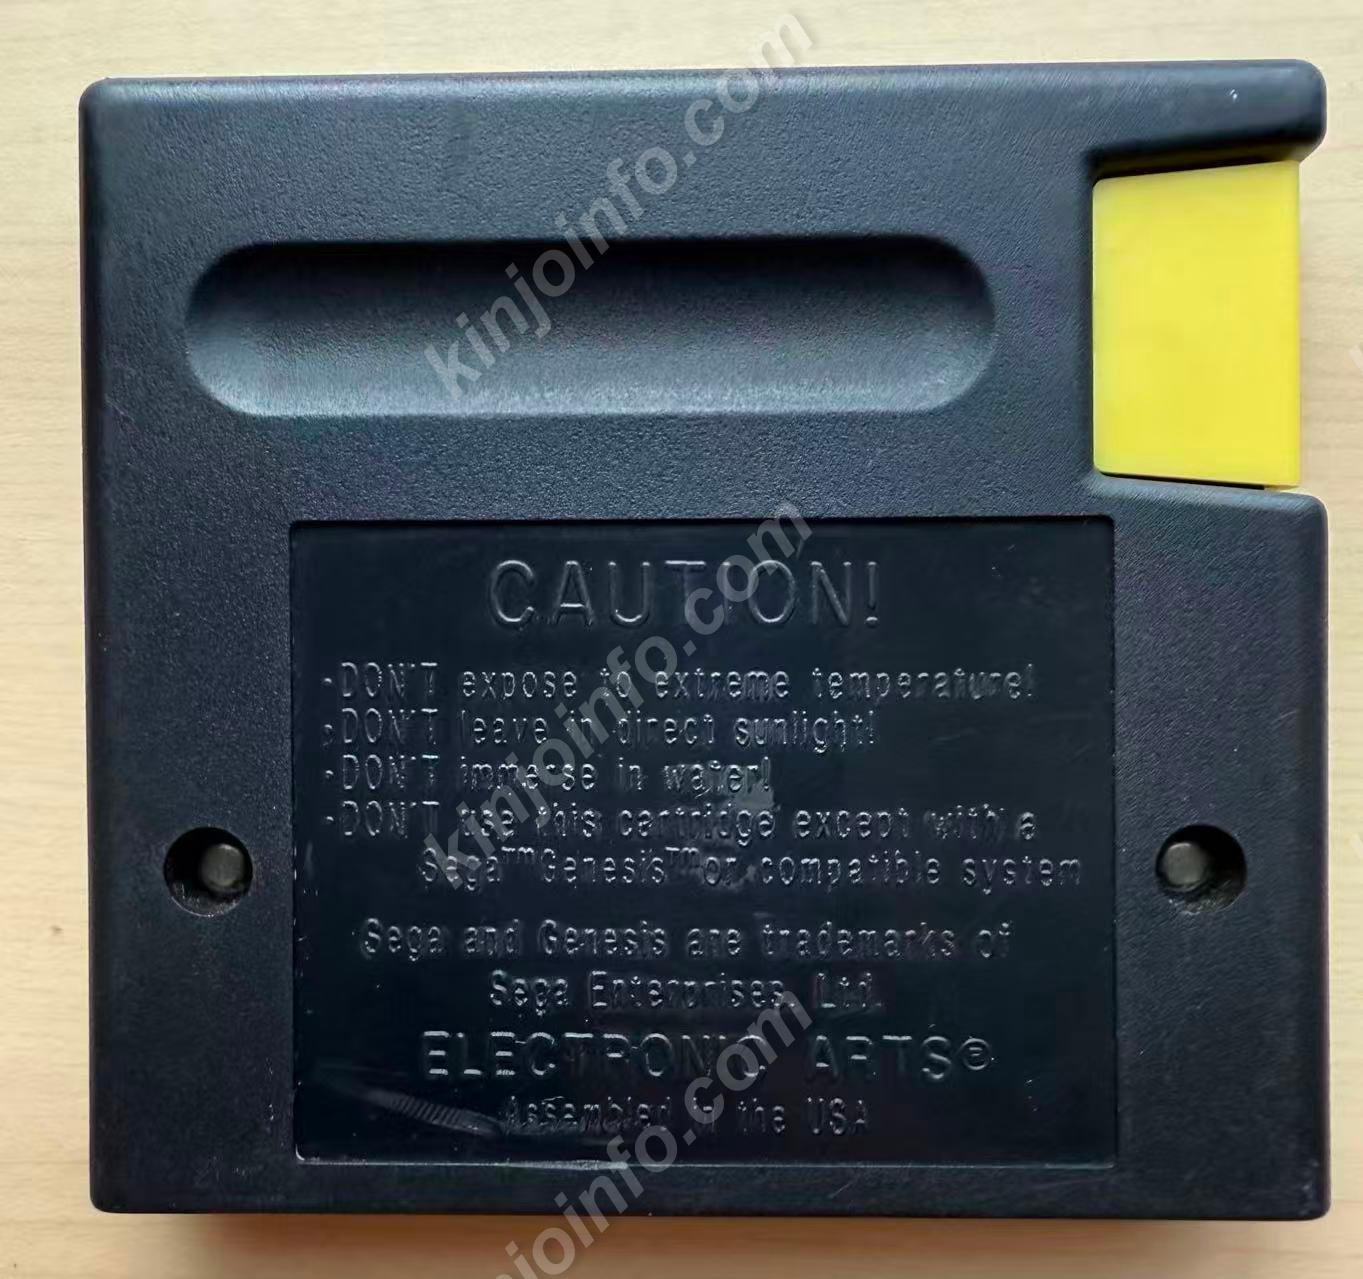 kinjoinfo.com
CAUTION!
•DON'T expose to extreme temperature!
•DON'T leave in direct sunlight!
•DON'T immerse in water!
•DON'T use this cartridge except with a
Sega™ Genesis™ or compatible system
Sega and Genesis are trademarks of
Sega Enterprises, Ltd.
ELECTRONIC ARTS®
Assembled in the USA
kinjoinfo.com
kinjoinfo.com